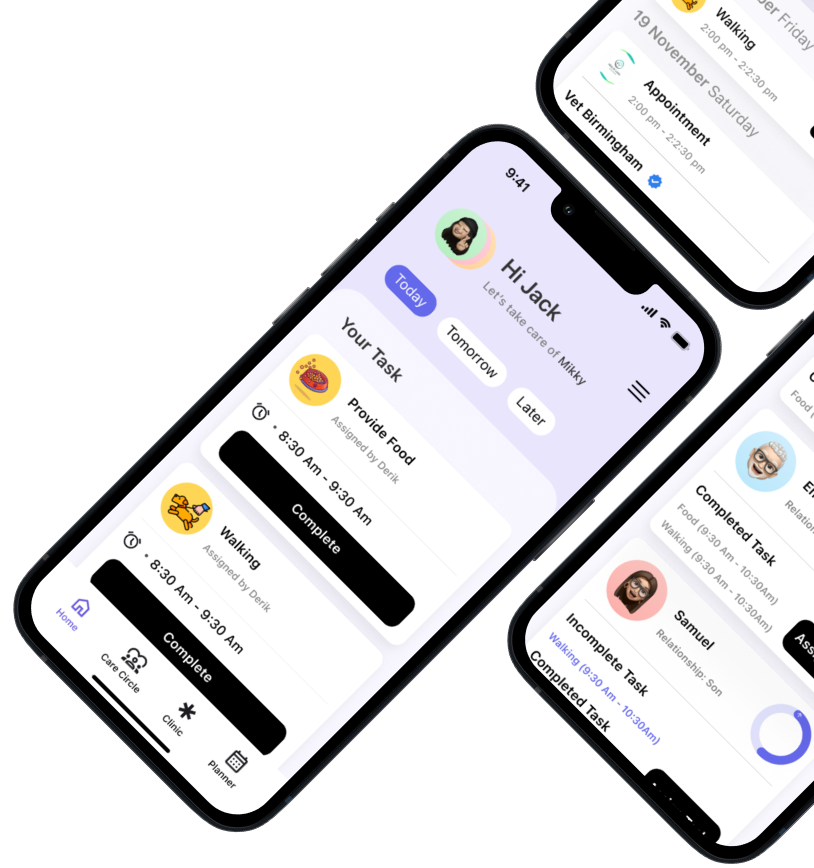 9:41
Hi Jack
Let's take care of Mikky
Today
Tomorrow
Later
Your Task
Provide Food
Assigned by Derik
• 8:30 Am - 9:30 Am
Complete
Walking
Assigned by Derik
• 8:30 Am - 9:30 Am
Complete
Home
Care Circle
Clinic
Planner
Friday
Walking
2:00 pm - 2:2:30 pm
19 November Saturday
Appointment
2:00 pm - 2:2:30 pm
Vet Birmingham
Food
Completed Task
Food (9:30 Am - 10:30Am)
Walking (9:30 Am - 10:30Am)
Samuel
Relationship: Son
Incomplete Task
Walking (9:30 Am - 10:30Am)
Completed Task